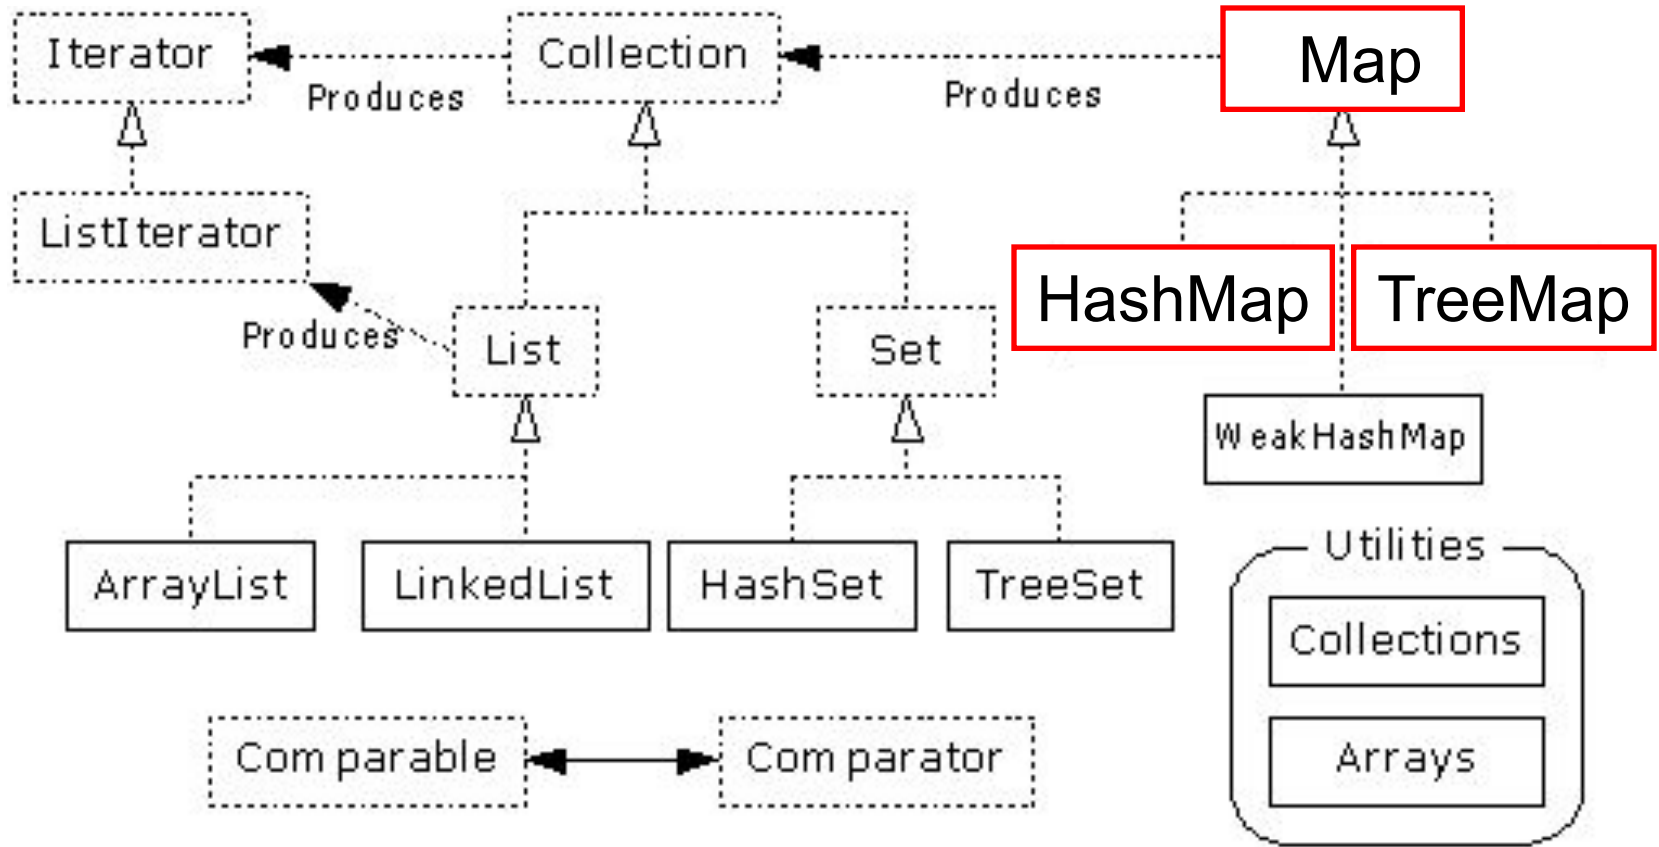 Iterator
Collection
Map
Produces
Produces
ListIterator
HashMap
TreeMap
Produces
List
Set
WeakHashMap
Utilities
ArrayList
LinkedList
HashSet
TreeSet
Collections
Comparable
Comparator
Arrays